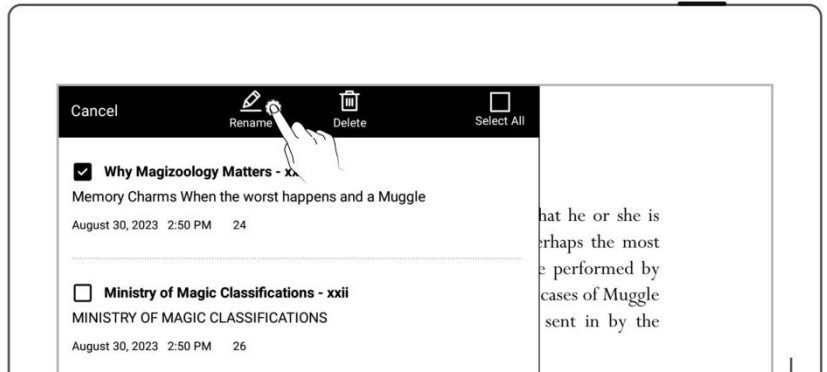 Cancel
Rename
Delete
Select All
Why Magizoology Matters -
Memory Charms When the worst happens and a Muggle
August 30, 2023 2:50 PM 24
Ministry of Magic Classifications - xxii
MINISTRY OF MAGIC CLASSIFICATIONS
August 30, 2023 2:50 PM 26
he or she is
the most
performed by
cases of Muggle
sent in by the